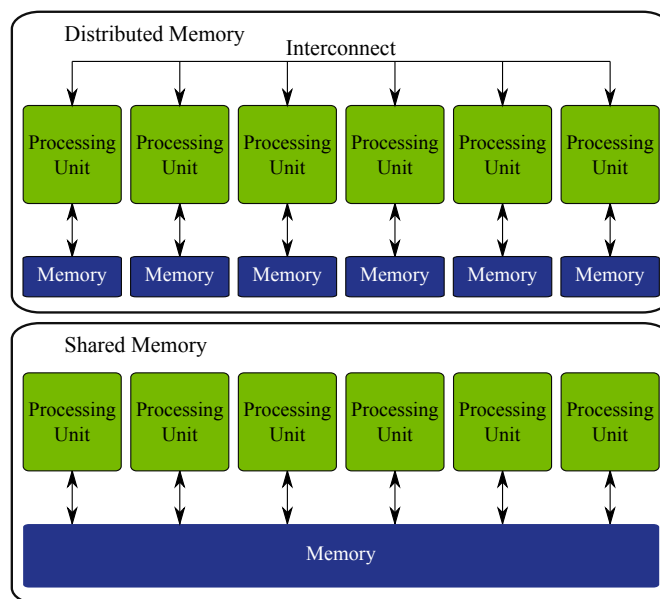 Distributed Memory
Interconnect
Processing Unit
Processing Unit
Processing Unit
Processing Unit
Processing Unit
Processing Unit
Memory
Memory
Memory
Memory
Memory
Memory
Shared Memory
Processing Unit
Processing Unit
Processing Unit
Processing Unit
Processing Unit
Processing Unit
Memory